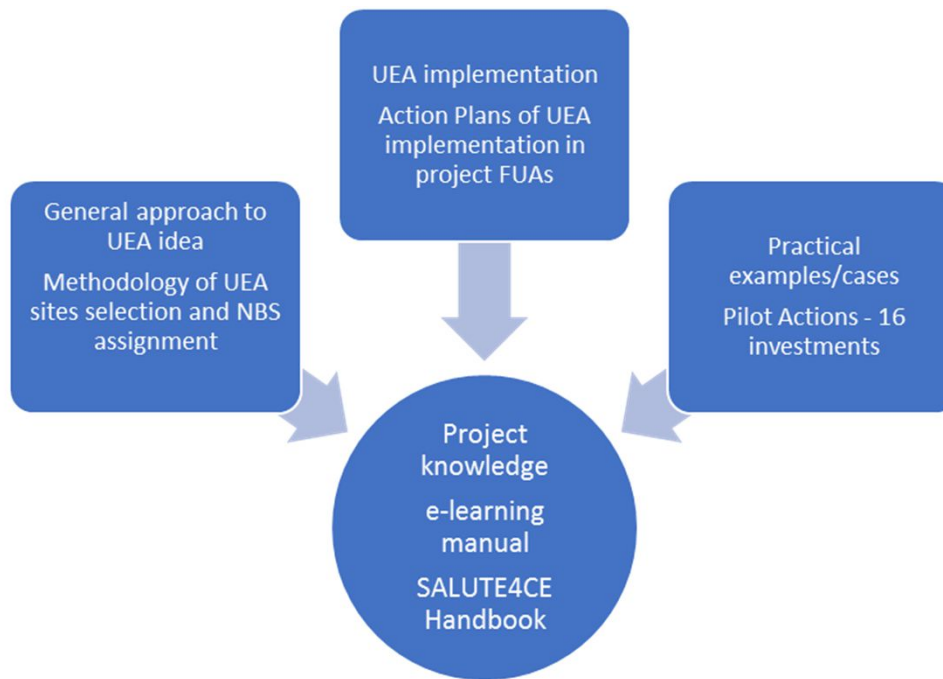 UEA implementation
Action Plans of UEA
implementation in
project FUAs
General approach to
UEA idea
Methodology of UEA
sites selection and NBS
assignment
Practical
examples/cases
Pilot Actions - 16
investments
Project
knowledge
e-learning
manual
SALUTE4CE
Handbook